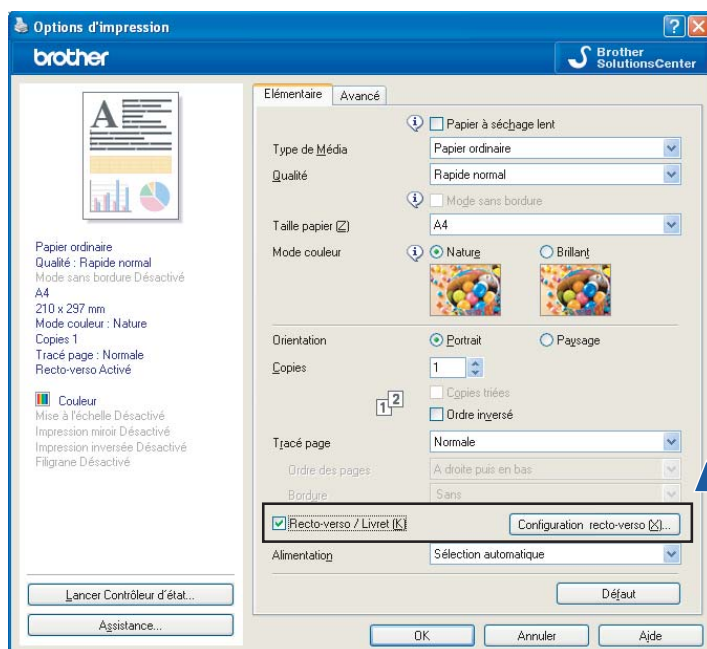 Options d'impression
brother
Brother
SolutionsCenter
A
Papier ordinaire
Qualité : Rapide normal
Mode sans bordure Désactivé
A4
210 x 297 mm
Mode couleur : Nature
Copies 1
Tracé page : Normale
Recto-verso Activé
Couleur
Mise à l'échelle Désactivé
Impression miroir Désactivé
Impression inversée Désactivé
Filigrane Désactivé
Lancer Contrôleur d'état...
Assistance...
Elémentaire Avancé
Papier à séchage lent
Type de Média Papier ordinaire
Qualité Rapide normal
Mode sans bordure
Taille papier (Z) A4
Mode couleur Nature Brillant
Orientation Portrait Paysage
Copies 1
Copies triées
1 2 Ordre inversé
Tracé page Normale
Ordre des pages A droite puis en bas
Bordure Sans
Recto-verso / Livret (K) Configuration recto-verso (X)...
Alimentation Sélection automatique
Défaut
OK Annuler Aide